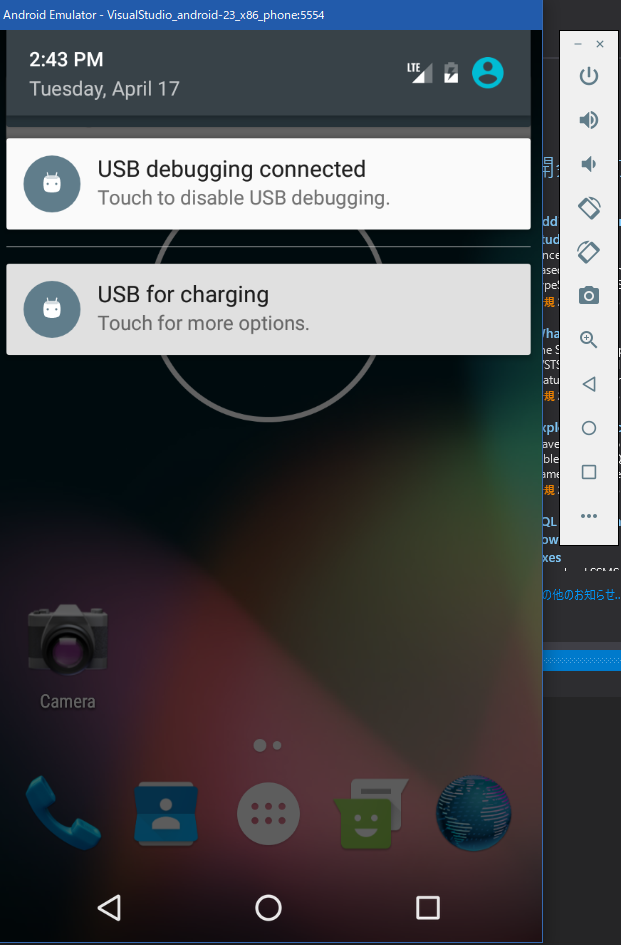 Android Emulator - VisualStudio_android-23_x86_phone:5554
2:43 PM
Tuesday, April 17
LTE
USB debugging connected
Touch to disable USB debugging.
USB for charging
Touch for more options.
Camera
の他のお知らせ..